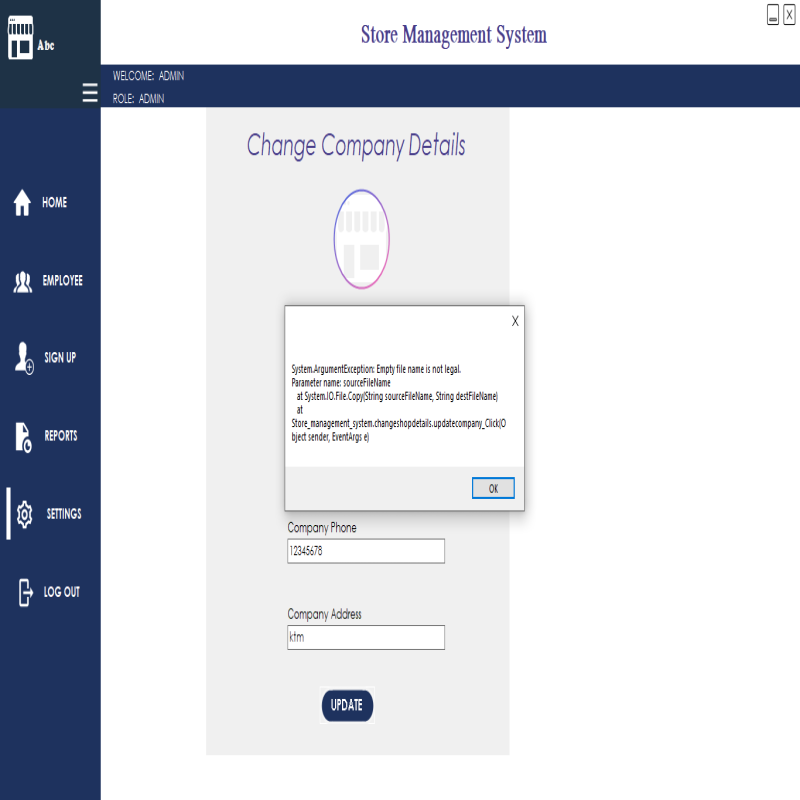 Abc
Store Management System
WELCOME: ADMIN
ROLE: ADMIN
HOME
EMPLOYEE
SIGN UP
REPORTS
SETTINGS
LOG OUT
Change Company Details
X
System.ArgumentException: Empty file name is not legal.
Parameter name: sourceFileName
at System.IO.File.Copy(String sourceFileName, String destFileName)
at
Store_management_system.changeshopdetails.updatecompany_Click(O
bject sender, EventArgs e)
OK
Company Phone
12345678
Company Address
ktm
UPDATE